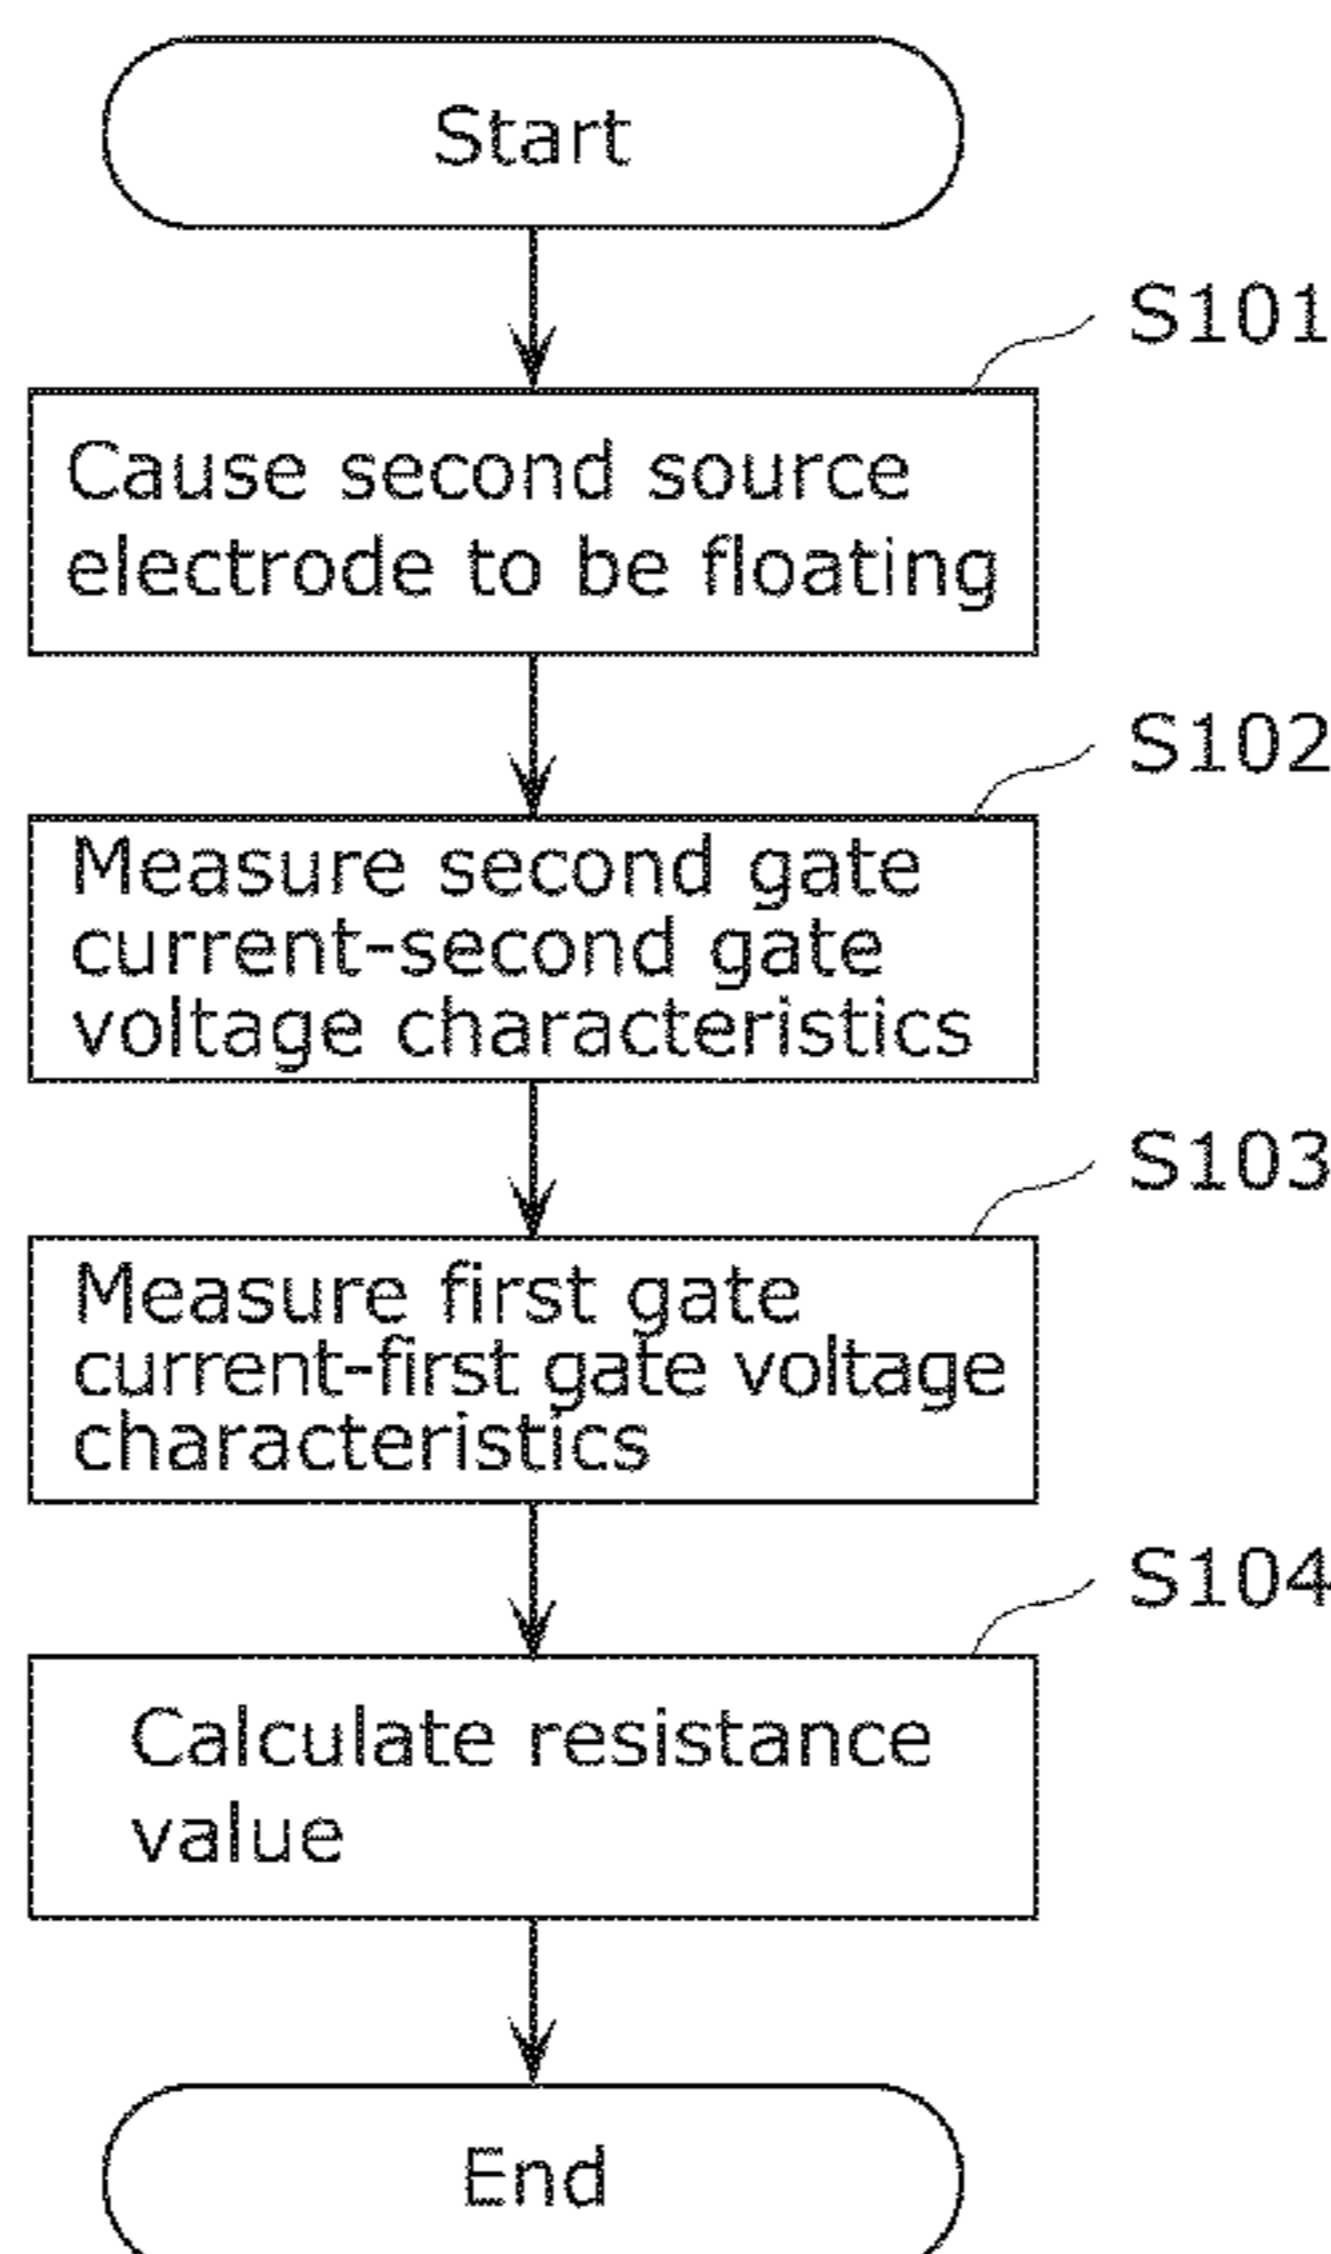 Start
S101
Cause second source
electrode to be floating
S102
Measure second gate
current-second gate
voltage characteristics
S103
Measure first gate
current-first gate voltage
characteristics
S104
Calculate resistance
value
End